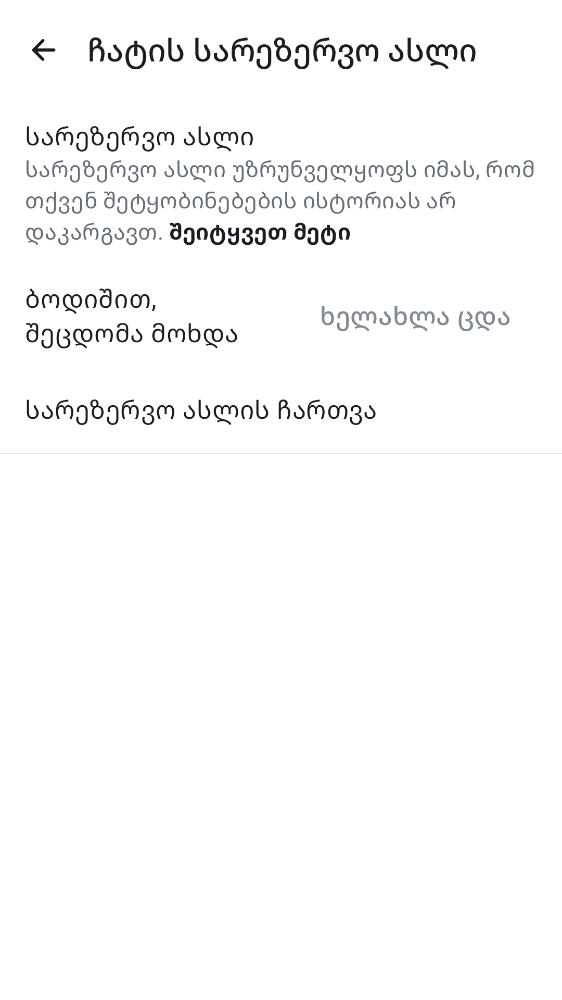 ჩატის სარეზერვო ასლი
სარეზერვო ასლი
სარეზერვო ასლი უზრუნველყოფს იმას, რომ
თქვენ შეტყობინებების ისტორიას არ
დაკარგავთ. შეიტყვეთ მეტი
ბოდიშით,
შეცდომა მოხდა
ხელახლა ცდა
სარეზერვო ასლის ჩართვა